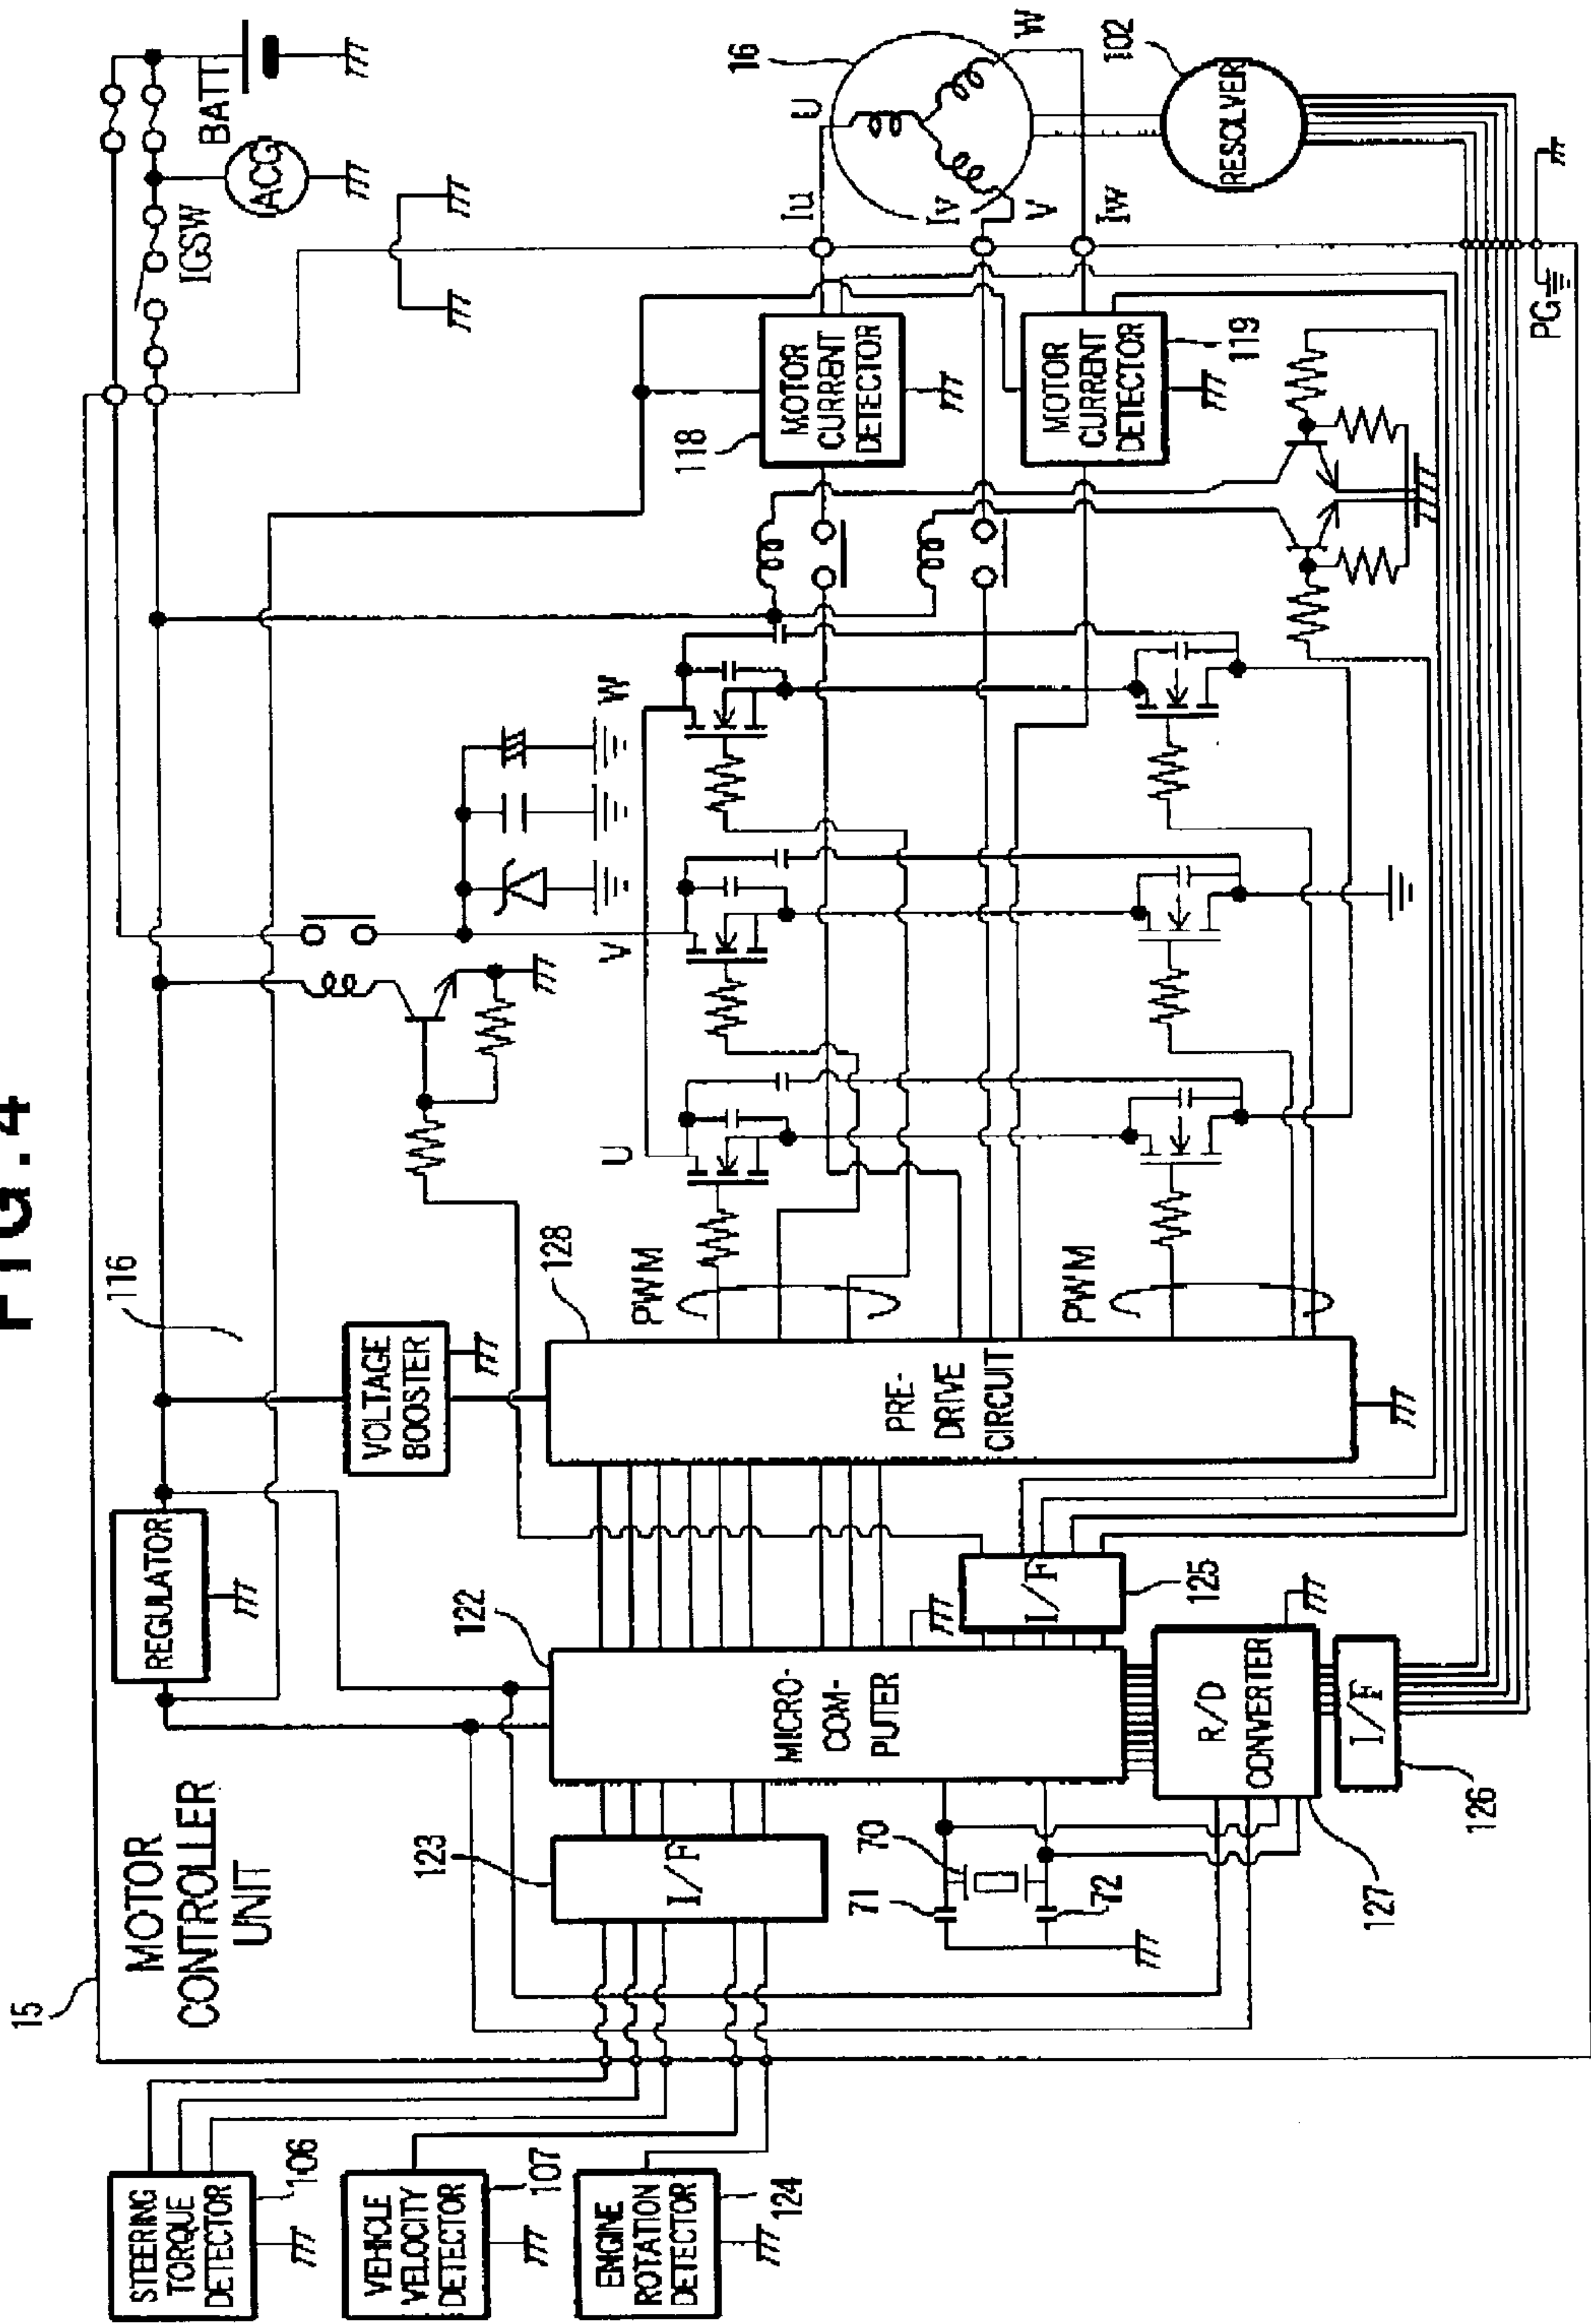 FIG. 4
15
MOTOR
CONTROLLER
UNIT
116
REGULATOR
VOLTAGE
BOOSTER
IGSW
ACG
BATT
STEERING
TORQUE
DETECTOR
106
VEHICLE
VELOCITY
DETECTOR
107
ENGINE
ROTATION
DETECTOR
124
123
I/F
122
MICRO-
COM-
PUTER
128
PRE-
DRIVE
CIRCUIT
PWM
PWM
U
V
W
118
MOTOR
CURRENT
DETECTOR
MOTOR
CURRENT
DETECTOR
119
Iu
Iv
Iw
U
V
W
16
102
RESOLVER
70
71
72
I/F
125
R/D
CONVERTER
127
I/F
126
PG